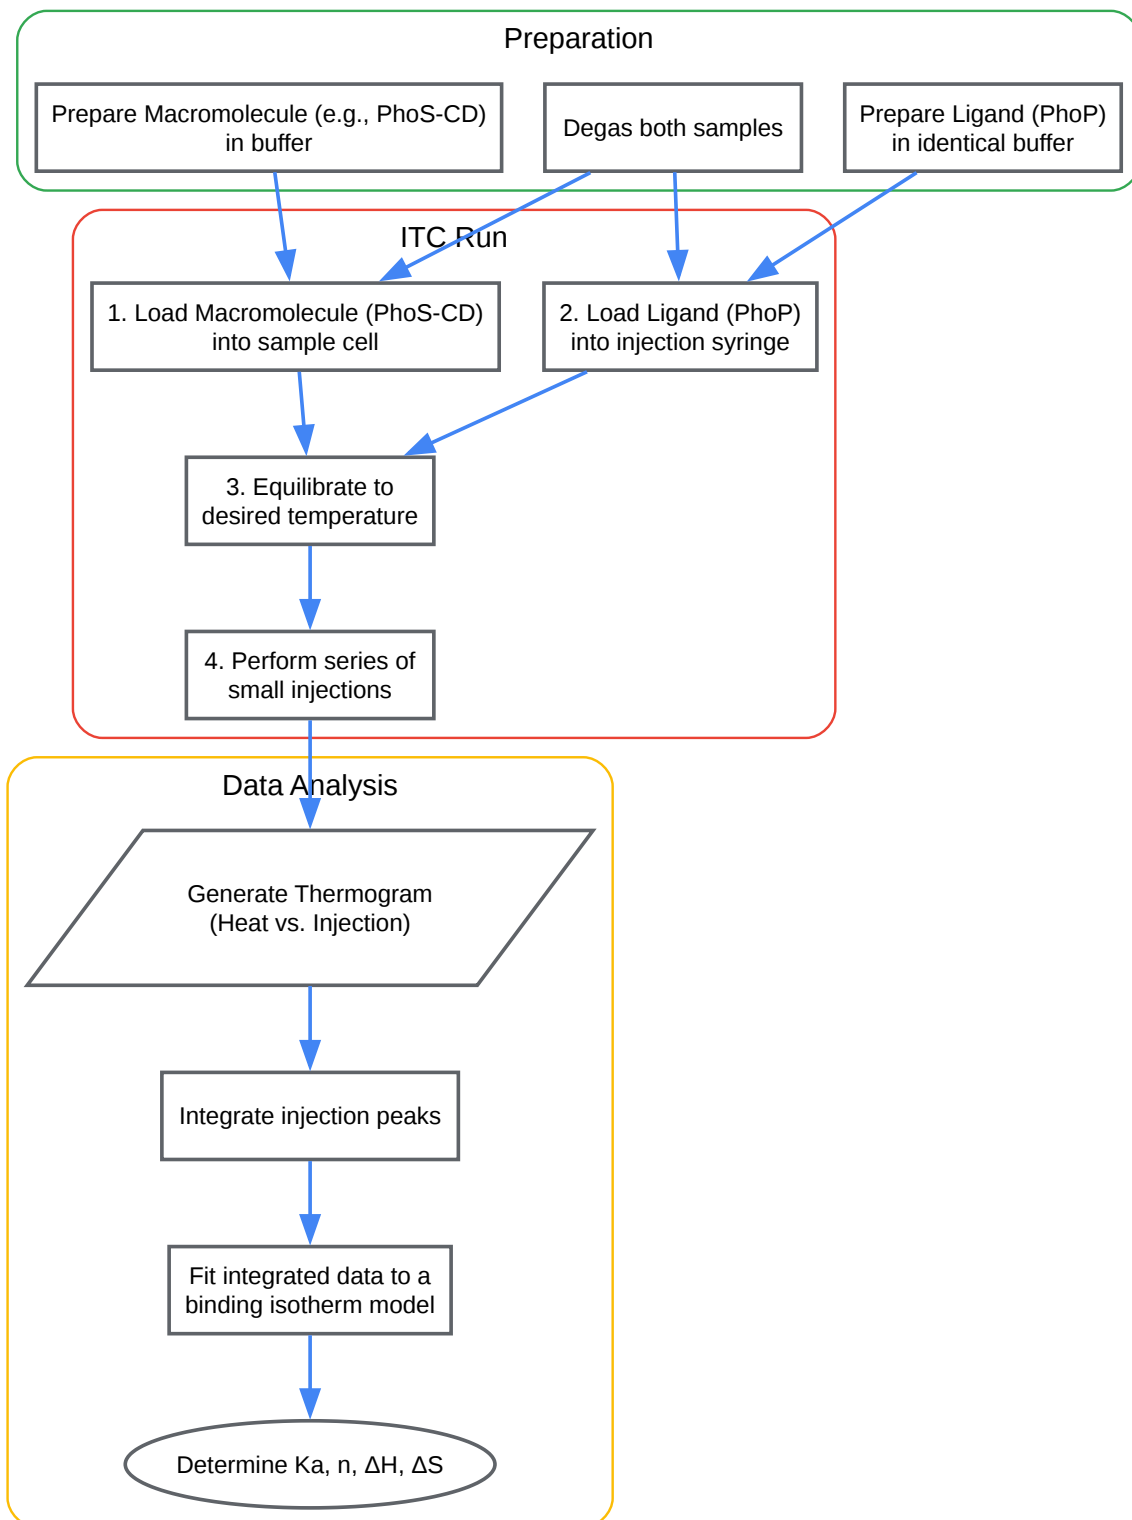 Preparation
Prepare Macromolecule (e.g., PhoS-CD)
in buffer
Degas both samples
Prepare Ligand (PhoP)
in identical buffer
ITC Run
1. Load Macromolecule (PhoS-CD)
into sample cell
2. Load Ligand (PhoP)
into injection syringe
3. Equilibrate to
desired temperature
4. Perform series of
small injections
Data Analysis
Generate Thermogram
(Heat vs. Injection)
Integrate injection peaks
Fit integrated data to a
binding isotherm model
Determine Ka, n, ΔH, ΔS